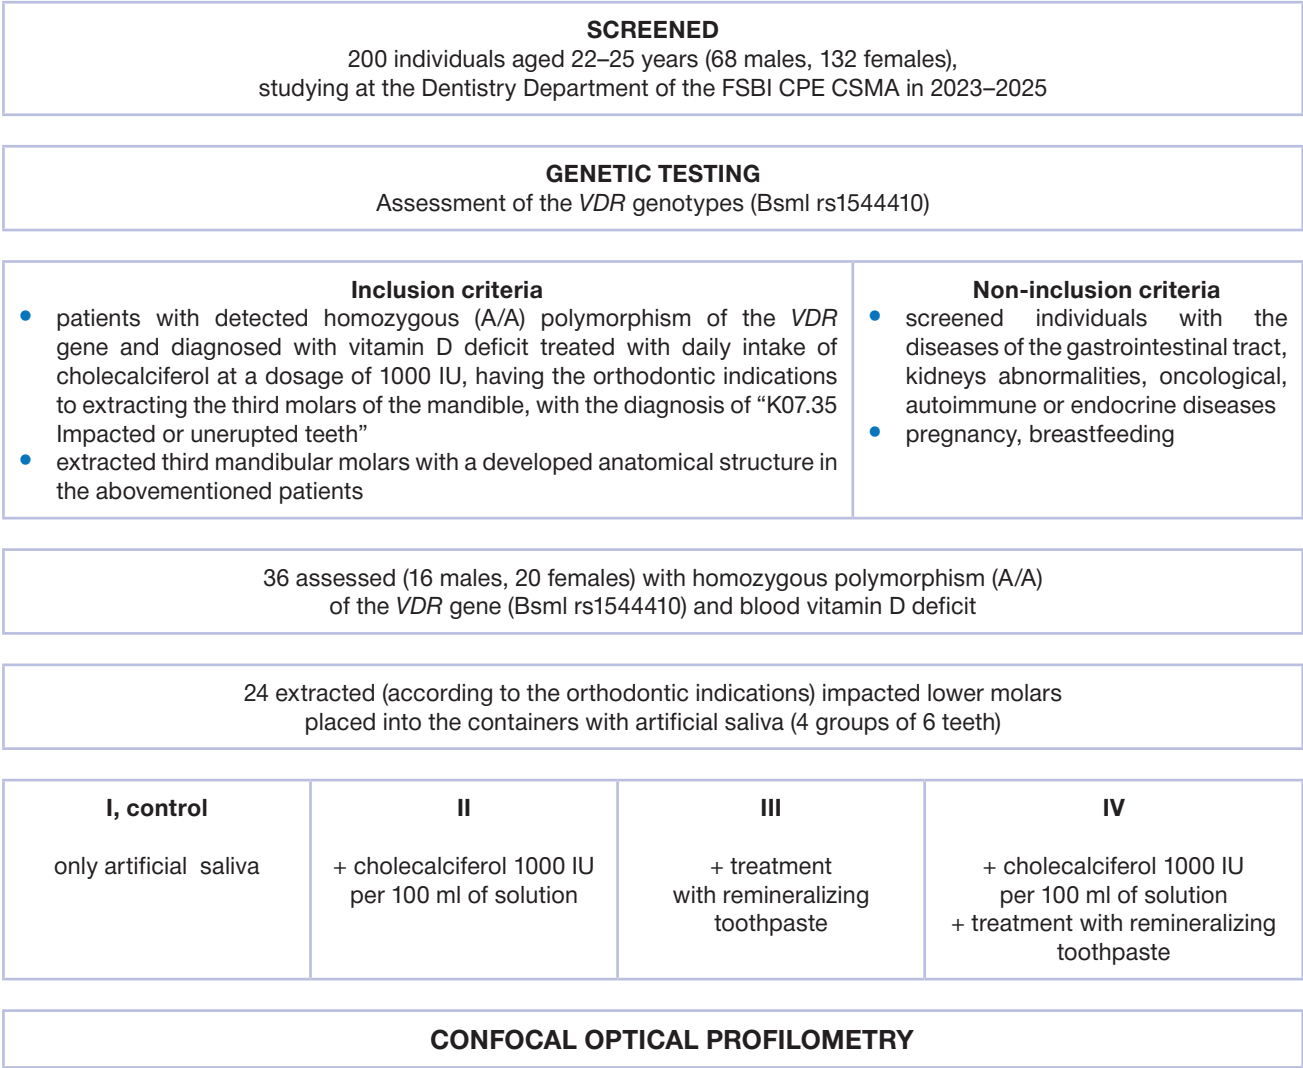 SCREENED
200 individuals aged 22–25 years (68 males, 132 females),
studying at the Dentistry Department of the FSBI CPE CSMA in 2023–2025
GENETIC TESTING
Assessment of the VDR genotypes (BsmI rs1544410)
Inclusion criteria
• patients with detected homozygous (A/A) polymorphism of the VDR
gene and diagnosed with vitamin D deficit treated with daily intake of
cholecalciferol at a dosage of 1000 IU, having the orthodontic indications
to extracting the third molars of the mandible, with the diagnosis of “K07.35
Impacted or unerupted teeth”
• extracted third mandibular molars with a developed anatomical structure in
the abovementioned patients
Non-inclusion criteria
• screened individuals with the
diseases of the gastrointestinal tract,
kidneys abnormalities, oncological,
autoimmune or endocrine diseases
• pregnancy, breastfeeding
36 assessed (16 males, 20 females) with homozygous polymorphism (A/A)
of the VDR gene (BsmI rs1544410) and blood vitamin D deficit
24 extracted (according to the orthodontic indications) impacted lower molars
placed into the containers with artificial saliva (4 groups of 6 teeth)
I, control
only artificial saliva
II
+ cholecalciferol 1000 IU
per 100 ml of solution
III
+ treatment
with remineralizing
toothpaste
IV
+ cholecalciferol 1000 IU
per 100 ml of solution
+ treatment with remineralizing
toothpaste
CONFOCAL OPTICAL PROFILOMETRY